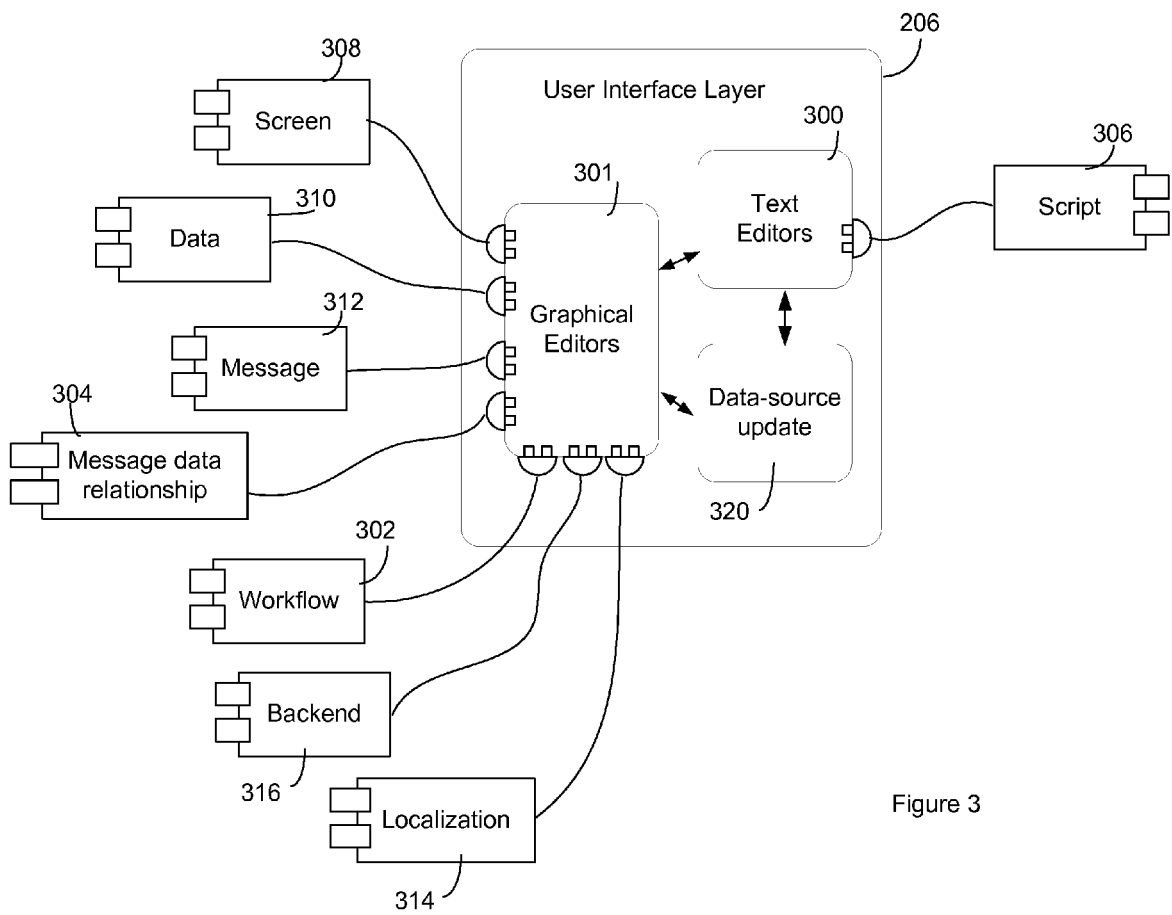 206
308
User Interface Layer
Screen
300
306
301
310
Text
Editors
Script
Data
312
Graphical
Editors
Message
304
Data-source
update
Message data
relationship
320
302
Workflow
Backend
316
Localization
Figure 3
314